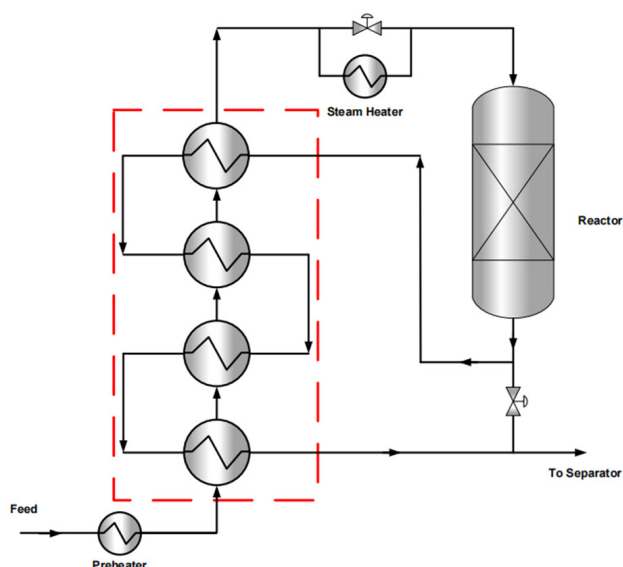 Steam Heater
Reactor
To Separator
Feed
Preheater